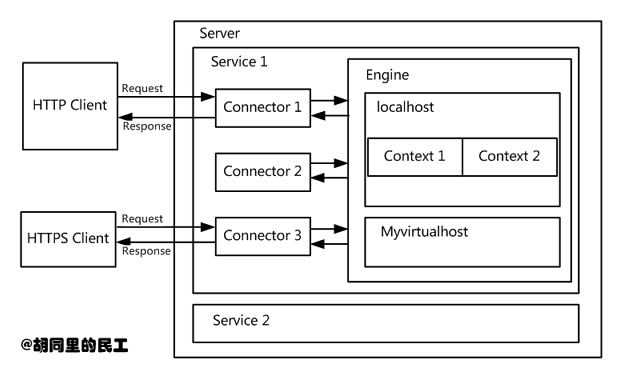 Server
Service 1
Engine
HTTP Client
Request
Response
Connector 1
localhost
Context 1
Context 2
Connector 2
HTTPS Client
Request
Response
Connector 3
Myvirtualhost
Service 2
@胡同里的民工